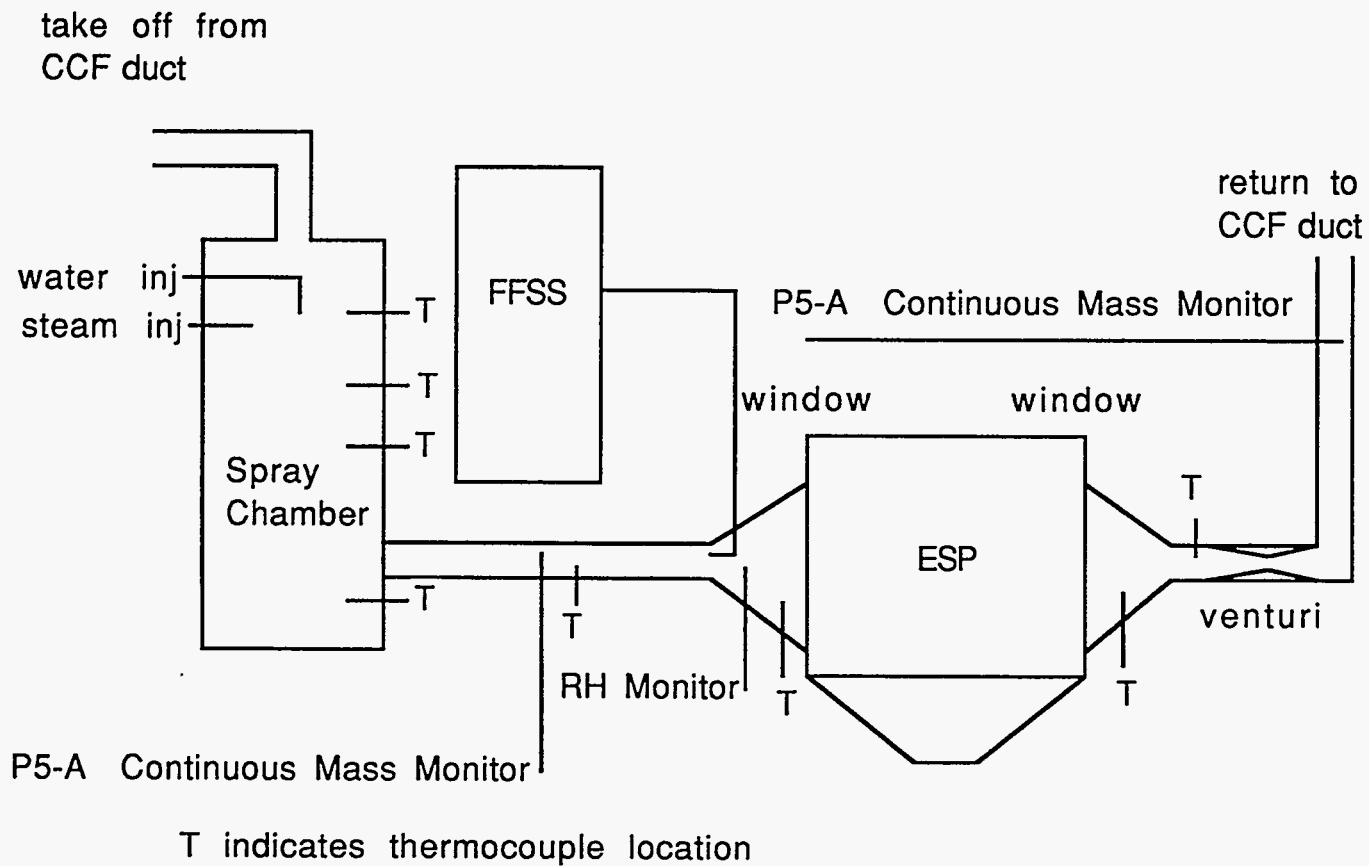 take off from
CCF duct
return to
CCF duct
water inj
steam inj
T
FFSS
P5-A Continuous Mass Monitor
T
window
window
T
Spray
Chamber
T
ESP
T
T
venturi
RH Monitor
T
T
P5-A Continuous Mass Monitor
T indicates thermocouple location